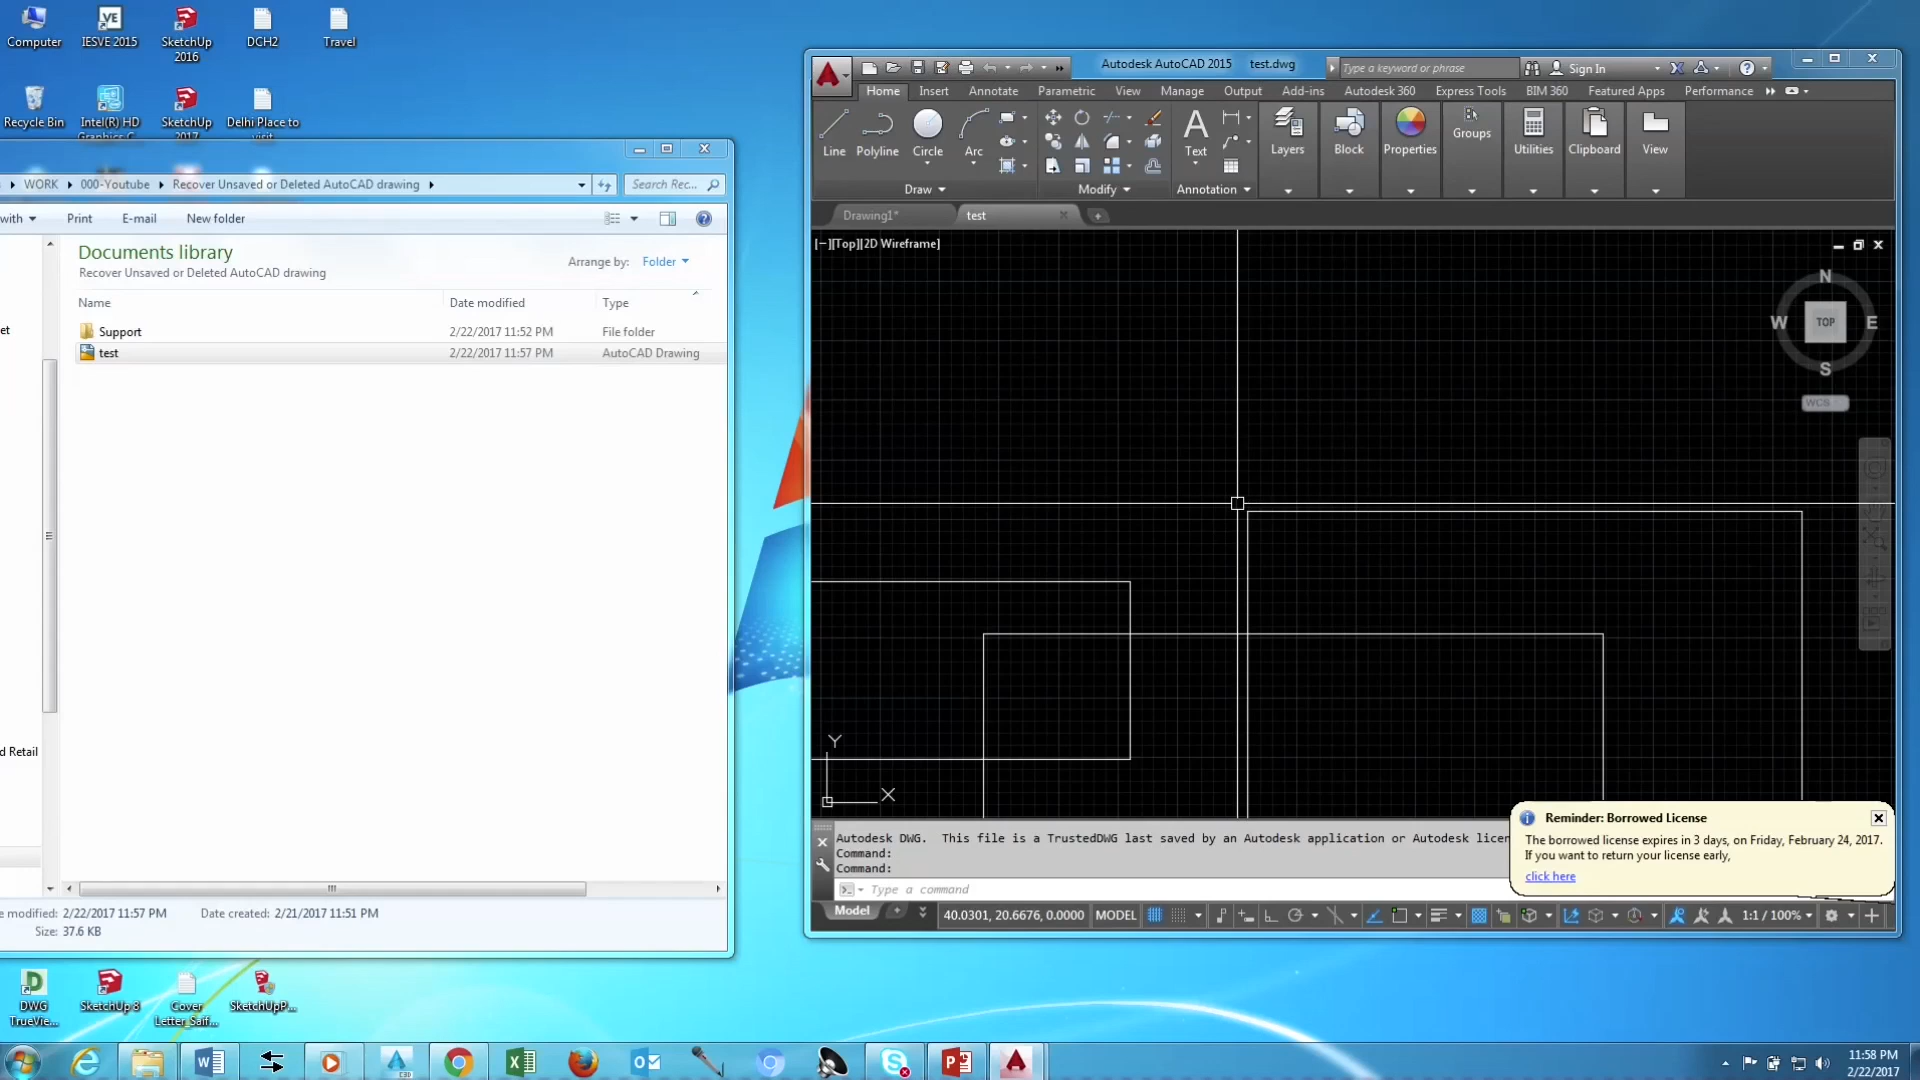 Computer
IESVE 2015
SketchUp
2016
DCH2
Travel
Recycle Bin
Intel(R) HD
Graphics C...
SketchUp
2017
Delhi Place to
visit
WORK
000-Youtube
Recover Unsaved or Deleted AutoCAD drawing
Search Rec...
with
Print
E-mail
New folder
Documents library
Recover Unsaved or Deleted AutoCAD drawing
Arrange by: Folder
Name
Date modified
Type
Support
2/22/2017 11:52 PM
File folder
test
2/22/2017 11:57 PM
AutoCAD Drawing
et
d Retail
e modified: 2/22/2017 11:57 PM
Date created: 2/21/2017 11:51 PM
Size: 37.6 KB
DWG
TrueVie...
SketchUp 8
Cover
Letter_Saif...
SketchUpP...
Autodesk AutoCAD 2015 test.dwg
Type a keyword or phrase
Sign In
Home
Insert
Annotate
Parametric
View
Manage
Output
Add-ins
Autodesk 360
Express Tools
BIM 360
Featured Apps
Performance
Line
Polyline
Circle
Arc
Text
Layers
Block
Properties
Groups
Utilities
Clipboard
View
Draw
Modify
Annotation
Drawing1*
test
[−][Top][2D Wireframe]
N
W
TOP
E
S
WCS
Y
X
Autodesk DWG. This file is a TrustedDWG last saved by an Autodesk application or Autodesk licen
Command:
Command:
Type a command
Reminder: Borrowed License
The borrowed license expires in 3 days, on Friday, February 24, 2017.
If you want to return your license early,
click here
Model
40.0301, 20.6676, 0.0000
MODEL
1:1 / 100%
11:58 PM
2/22/2017